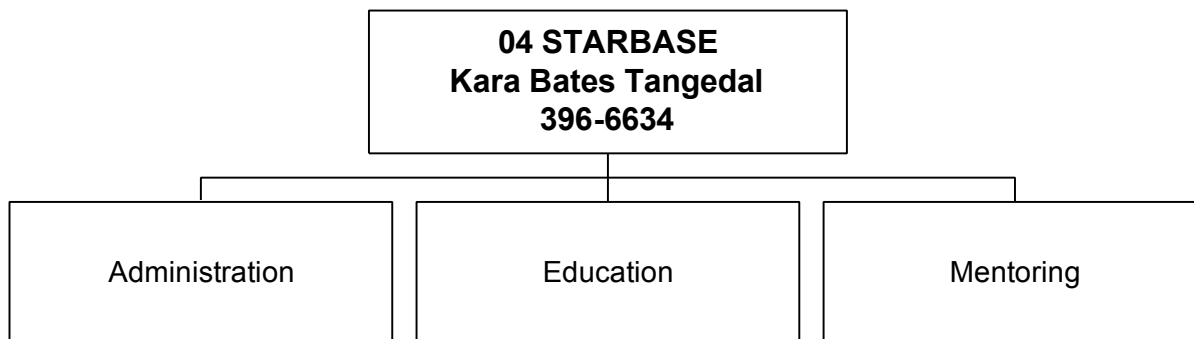 04 STARBASE
Kara Bates Tangedal
396-6634
Administration
Education
Mentoring